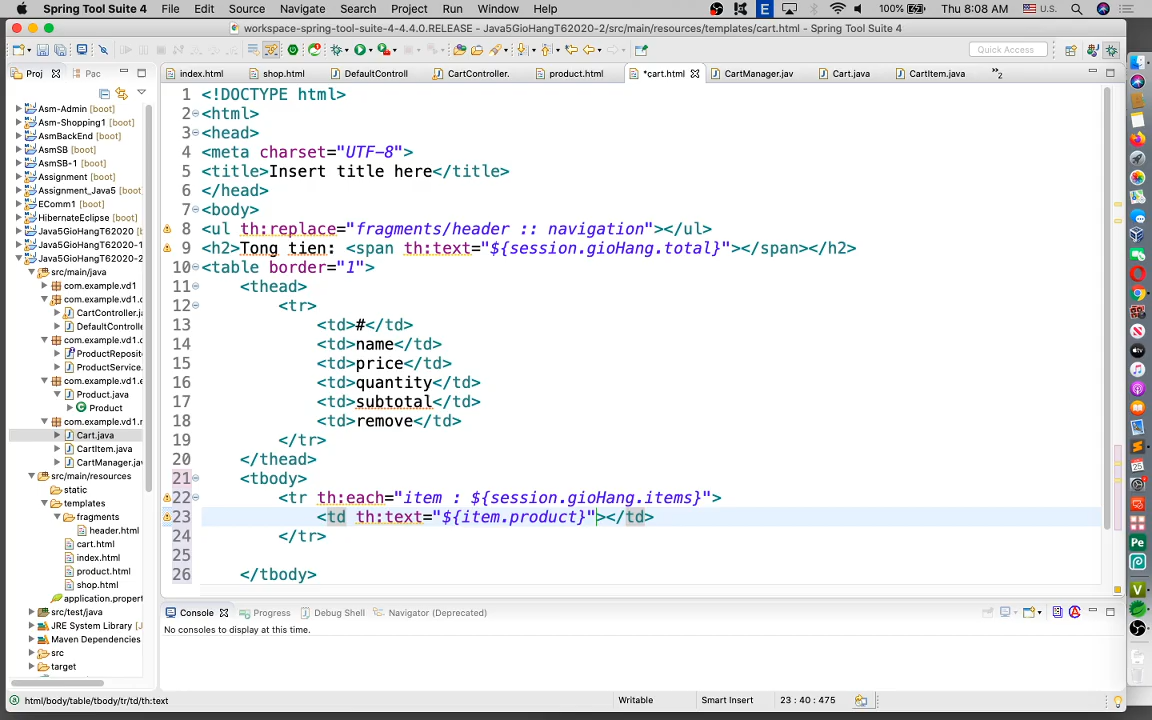 Spring Tool Suite 4 File Edit Source Navigate Search Project Run Window Help 100% Thu 8:08 AM U.S.
workspace-spring-tool-suite-4-4.4.0.RELEASE - Java5GioHangT62020-2/src/main/resources/templates/cart.html - Spring Tool Suite 4
Quick Access
Proj Pac
index.html shop.html DefaultControll CartController. product.html *cart.html CartManager.jav Cart.java CartItem.java »2
Asm-Admin [boot]
Asm-Shopping1 [boot]
AsmBackEnd [boot]
AsmSB [boot]
AsmSB-1 [boot]
Assignment [boot]
Assignment_Java5 [boot]
EComm1 [boot]
HibernateEclipse [boot]
Java5GioHangT62020 [boot]
Java5GioHangT62020-1
Java5GioHangT62020-2
src/main/java
com.example.vd1
com.example.vd1.c
CartController.ja
DefaultControlle
com.example.vd1.r
ProductReposit
ProductService.
com.example.vd1.e
Product.java
Product
com.example.vd1.r
Cart.java
CartItem.java
CartManager.jav
src/main/resources
static
templates
fragments
header.html
cart.html
index.html
product.html
shop.html
application.propert
src/test/java
JRE System Library [J
Maven Dependencies
src
target
1 <!DOCTYPE html>
2 <html>
3 <head>
4 <meta charset="UTF-8">
5 <title>Insert title here</title>
6 </head>
7 <body>
8 <ul th:replace="fragments/header :: navigation"></ul>
9 <h2>Tong tien: <span th:text="${session.gioHang.total}"></span></h2>
10 <table border="1">
11 <thead>
12 <tr>
13 <td>#</td>
14 <td>name</td>
15 <td>price</td>
16 <td>quantity</td>
17 <td>subtotal</td>
18 <td>remove</td>
19 </tr>
20 </thead>
21 <tbody>
22 <tr th:each="item : ${session.gioHang.items}">
23 <td th:text="${item.product}"></td>
24 </tr>
25
26 </tbody>
Console Progress Debug Shell Navigator (Deprecated)
No consoles to display at this time.
html/body/table/tbody/tr/td/th:text Writable Smart Insert 23 : 40 : 475